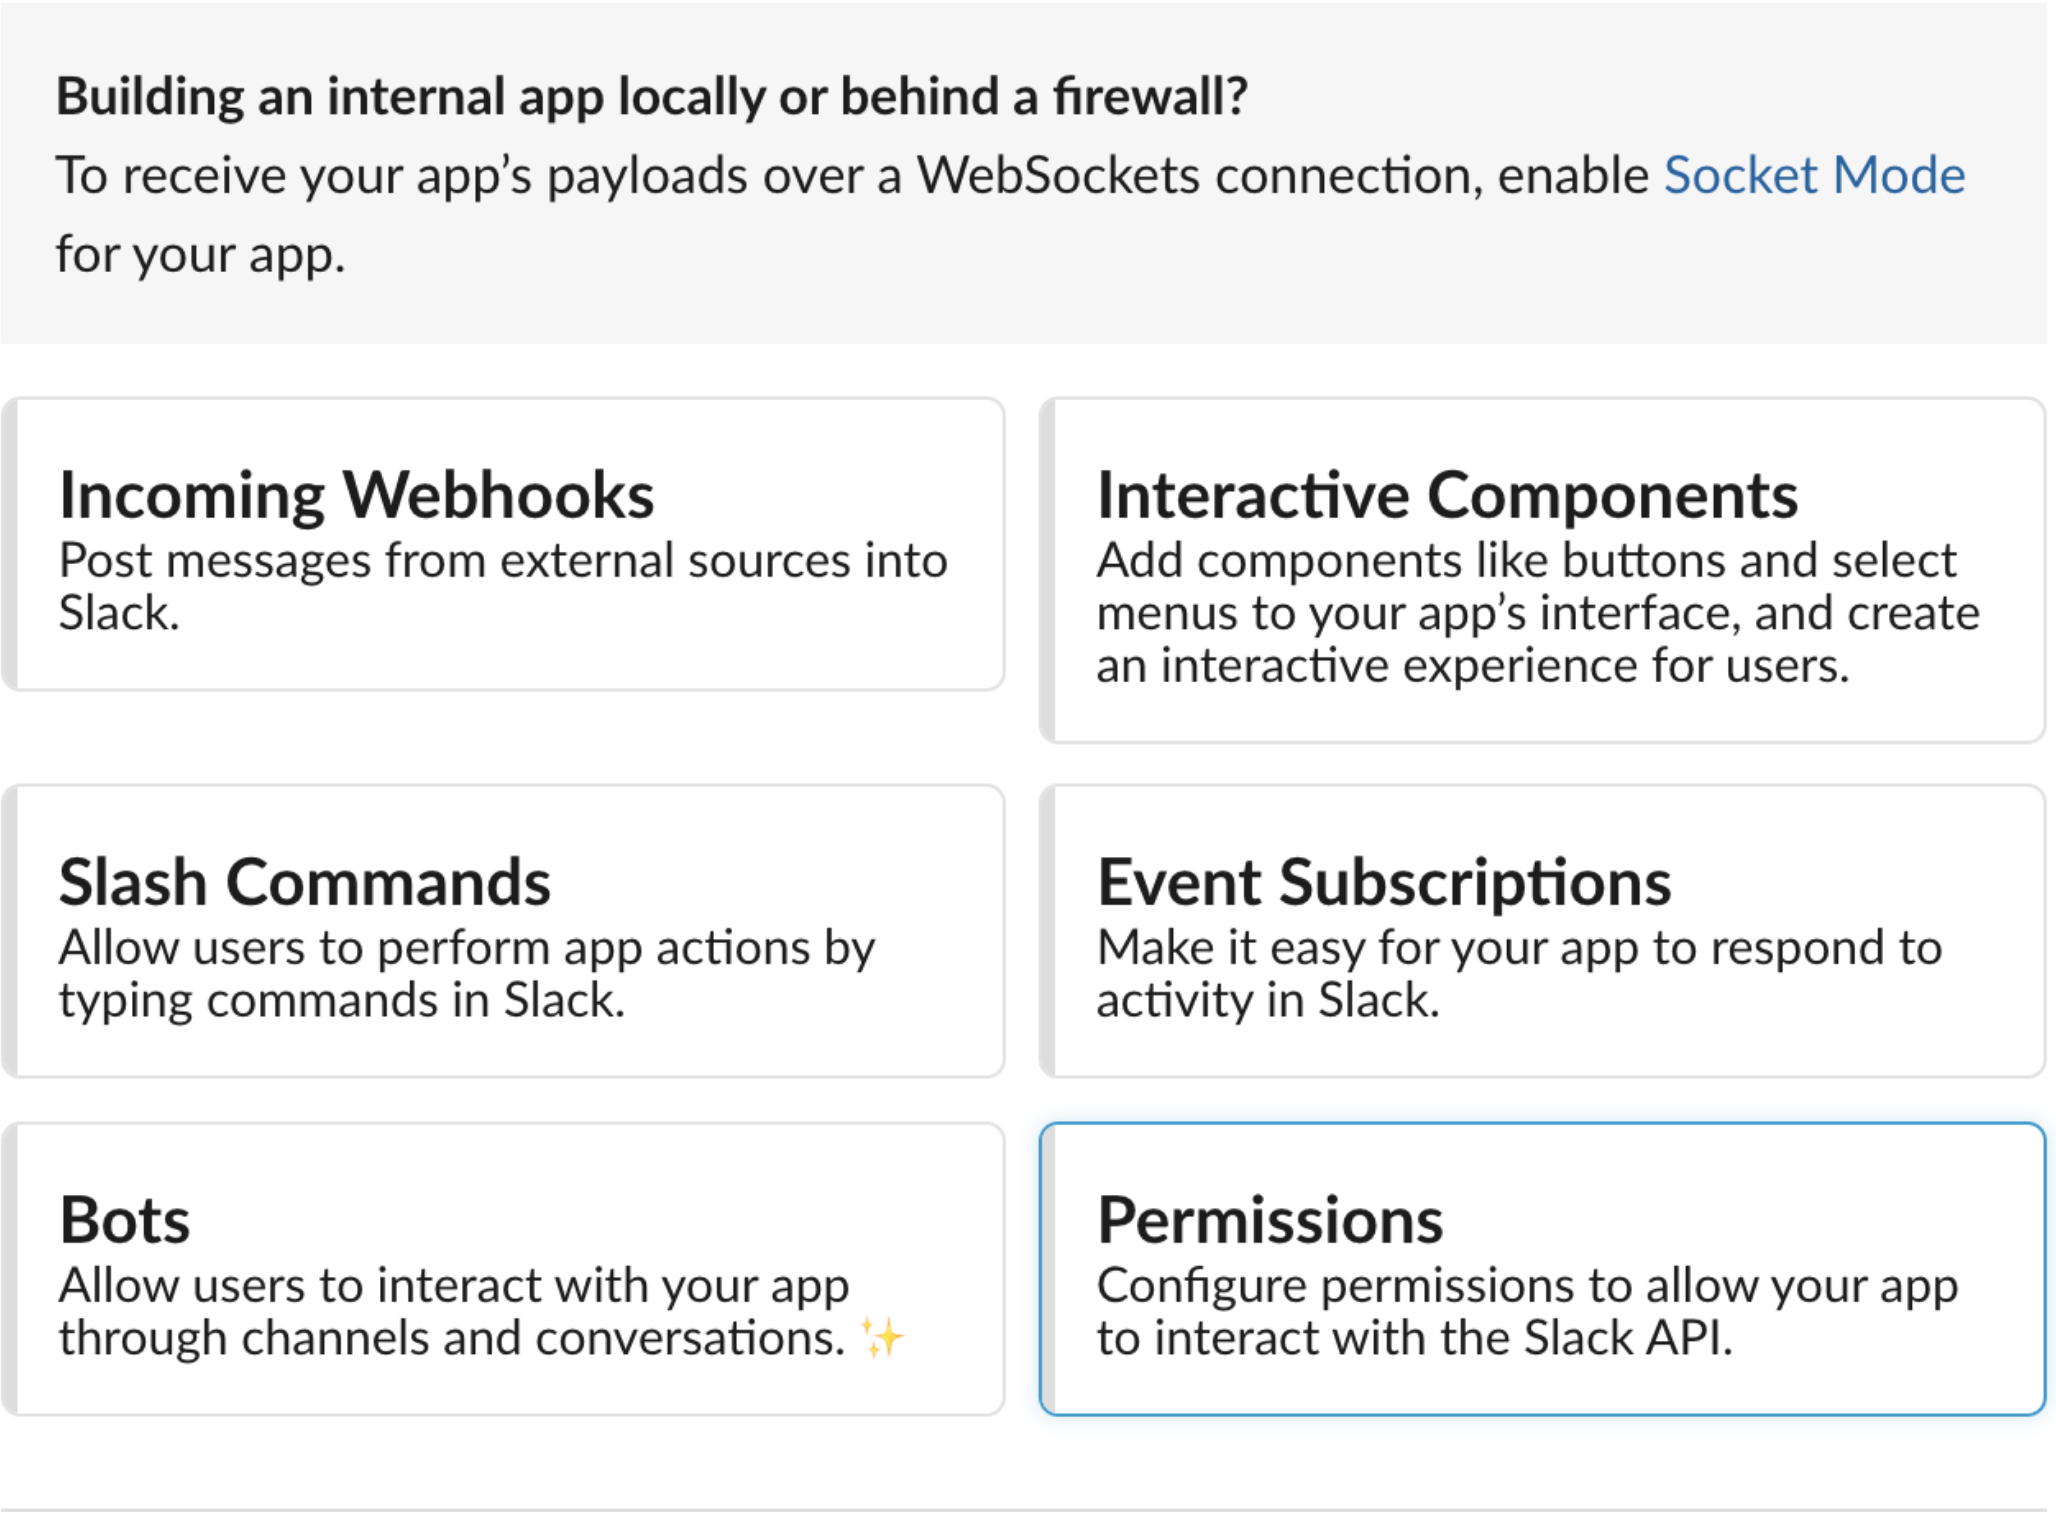 Building an internal app locally or behind a firewall?
To receive your app’s payloads over a WebSockets connection, enable Socket Mode
for your app.
Incoming Webhooks
Post messages from external sources into
Slack.
Interactive Components
Add components like buttons and select
menus to your app’s interface, and create
an interactive experience for users.
Slash Commands
Allow users to perform app actions by
typing commands in Slack.
Event Subscriptions
Make it easy for your app to respond to
activity in Slack.
Bots
Allow users to interact with your app
through channels and conversations. ✨
Permissions
Configure permissions to allow your app
to interact with the Slack API.